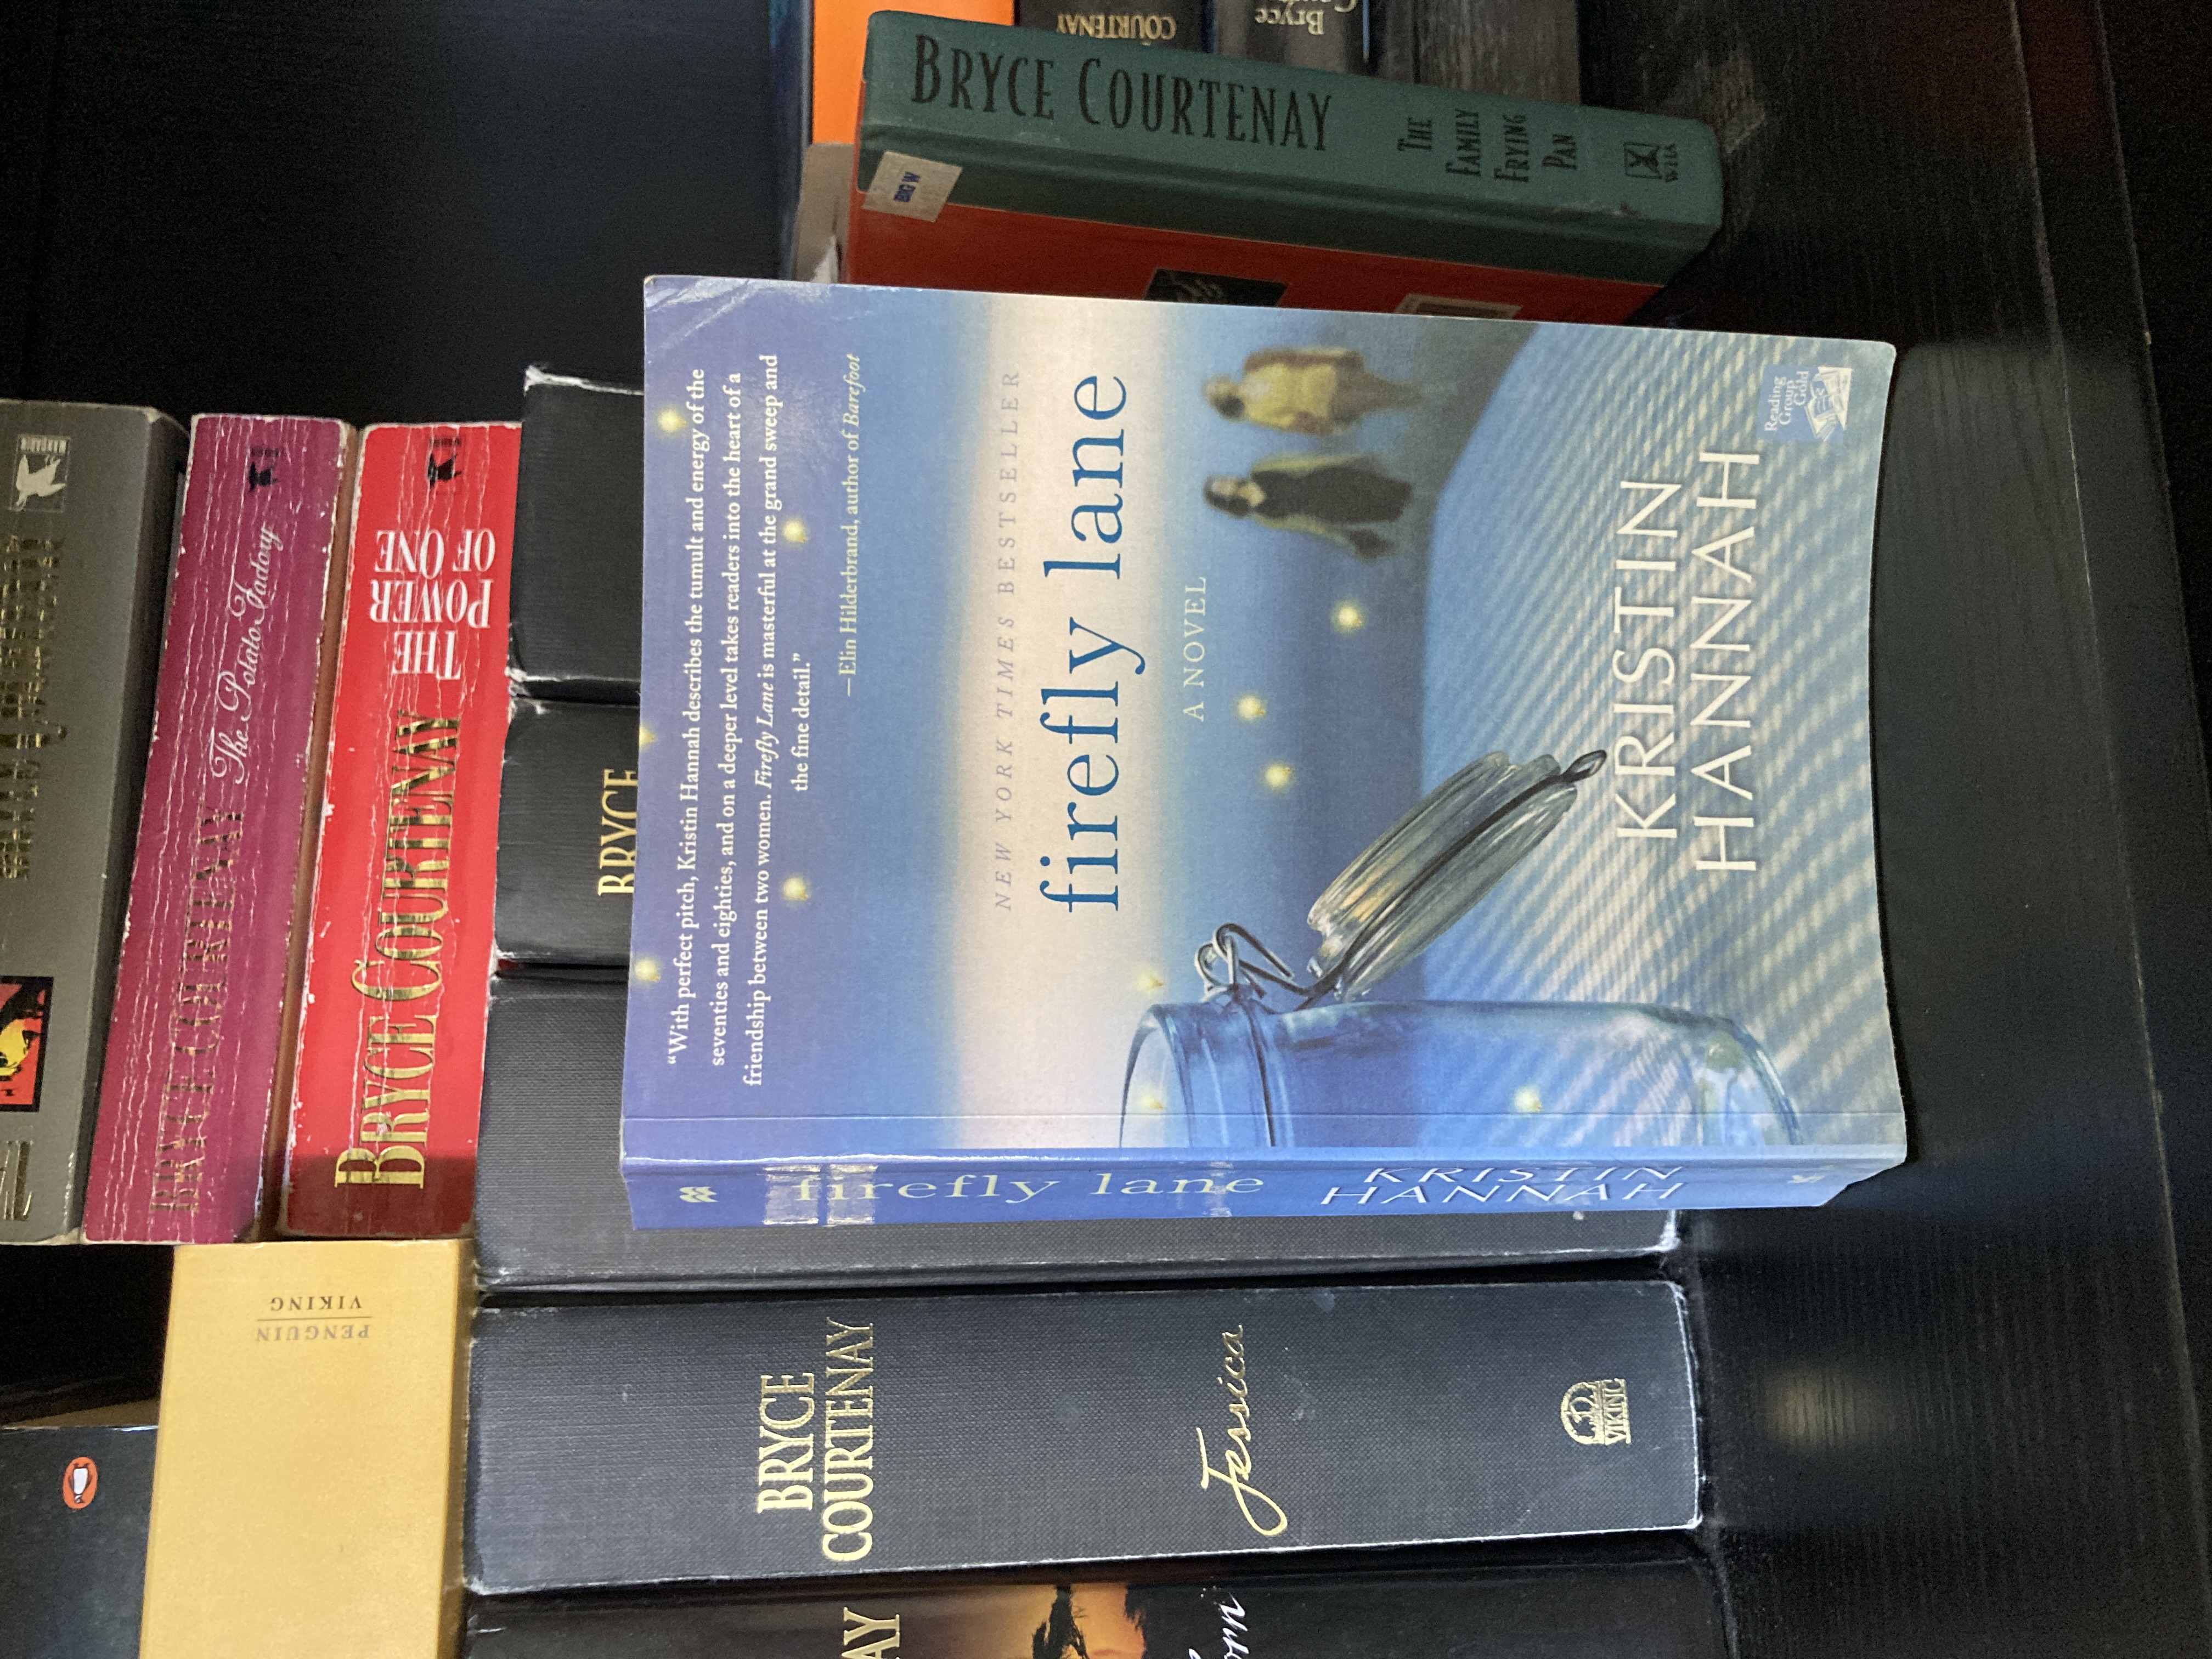 "With perfect pitch, Kristin Hannah describes the tumult and energy of the
seventies and eighties, and on a deeper level takes readers into the heart of a
friendship between two women. Firefly Lane is masterful at the grand sweep and
the fine detail."
—Elin Hilderbrand, author of Barefoot
NEW YORK TIMES BESTSELLER
firefly lane
A NOVEL
KRISTIN
HANNAH
Reading
Group
Gold
firefly lane
KRISTIN
HANNAH
BRYCE COURTENAY
THE
FAMILY
FRYING
PAN
WHA
BIG W
COURTENAY
Bryce
BRYCE COURTENAY
The Potato Factory
BRYCE COURTENAY
THE
POWER
OF ONE
BRYCE
PENGUIN
VIKING
BRYCE
COURTENAY
Jessica
VIKING